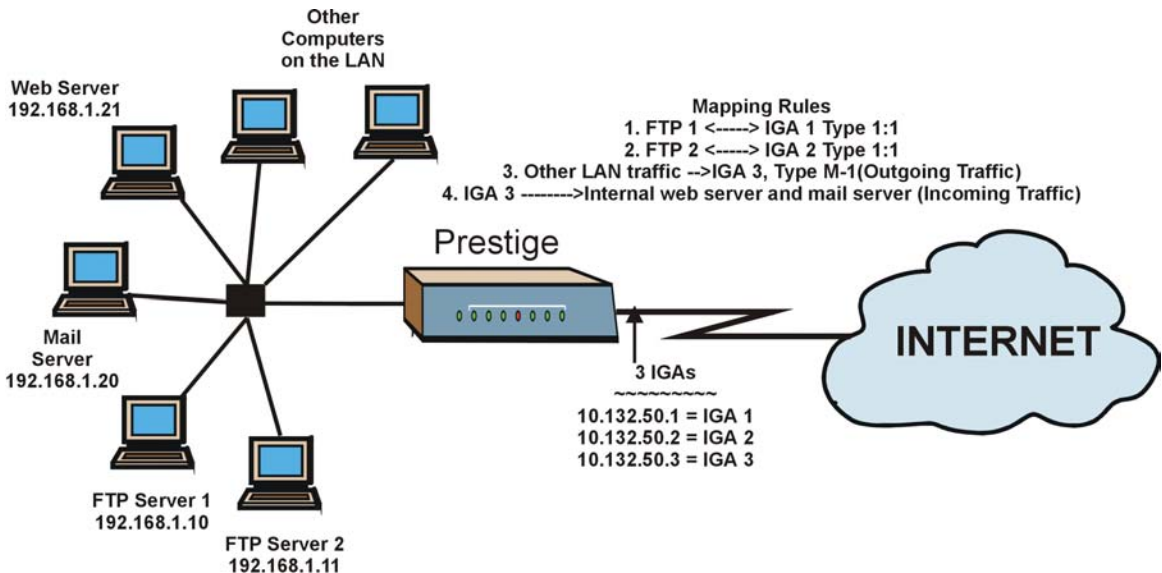 Other
Computers
on the LAN
Web Server
192.168.1.21
Mapping Rules
1. FTP 1 <-----> IGA 1 Type 1:1
2. FTP 2 <-----> IGA 2 Type 1:1
3. Other LAN traffic -->IGA 3, Type M-1(Outgoing Traffic)
4. IGA 3 -------->Internal web server and mail server (Incoming Traffic)
Prestige
INTERNET
Mail
Server
192.168.1.20
3 IGAs
~~~~~~~~~
10.132.50.1 = IGA 1
10.132.50.2 = IGA 2
10.132.50.3 = IGA 3
FTP Server 1
192.168.1.10
FTP Server 2
192.168.1.11